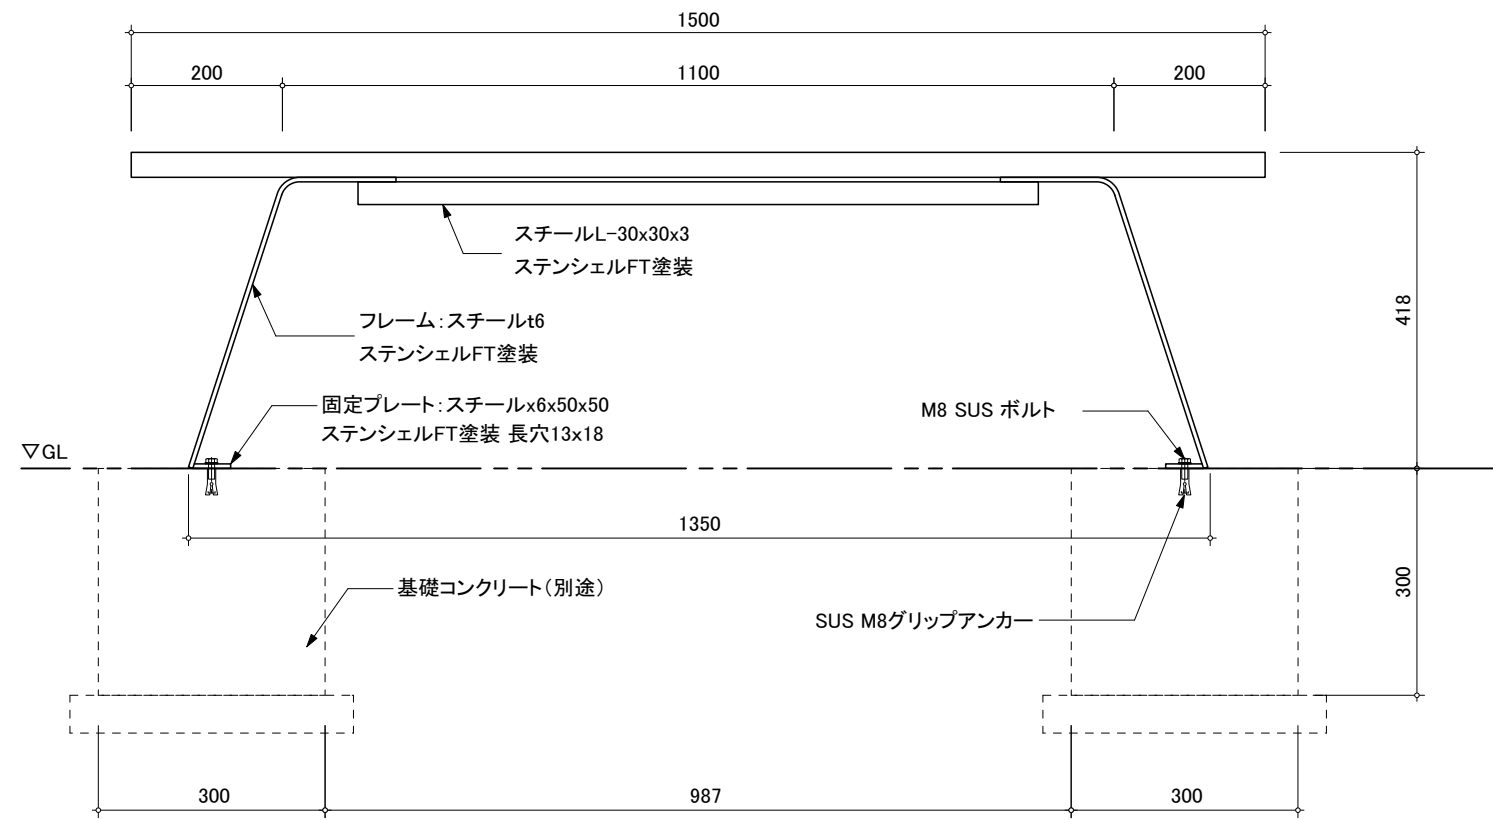 1500
200
1100
200
スチールL-30x30x3
ステンシェルFT塗装
フレーム:スチールt6
ステンシェルFT塗装
418
固定プレート:スチールx6x50x50
ステンシェルFT塗装 長穴13x18
M8 SUS ボルト
▽GL
1350
300
基礎コンクリート(別途)
SUS M8グリップアンカー
300
987
300